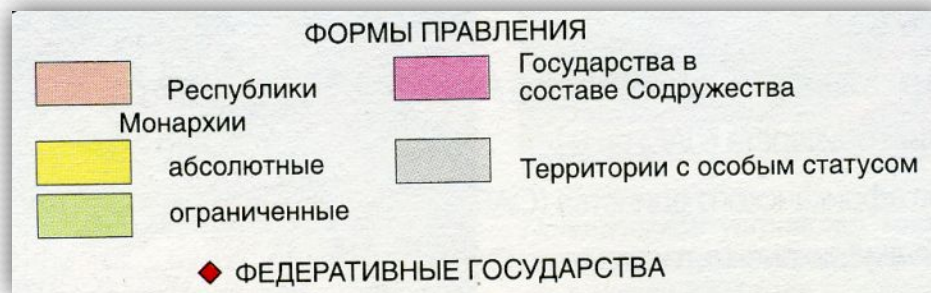 ФОРМЫ ПРАВЛЕНИЯ
Республики
Монархии
абсолютные
ограниченные
Государства в
составе Содружества
Территории с особым статусом
ФЕДЕРАТИВНЫЕ ГОСУДАРСТВА